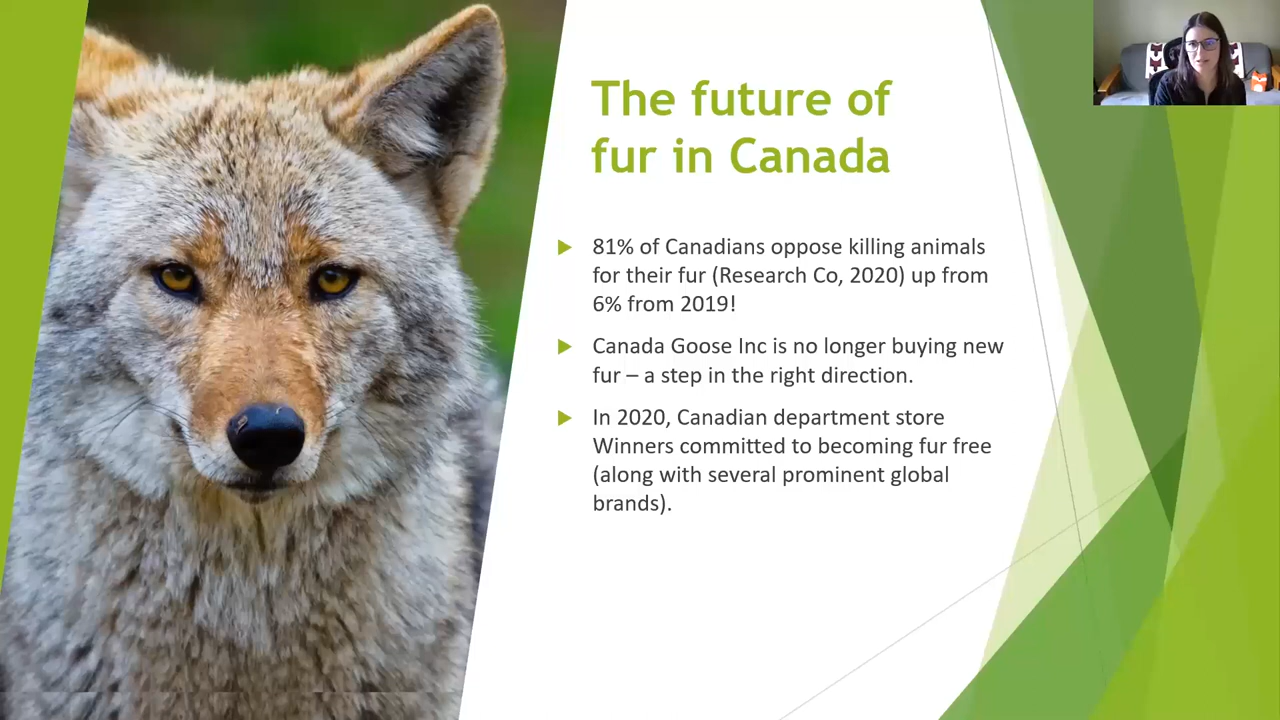 The future of
fur in Canada
81% of Canadians oppose killing animals
for their fur (Research Co, 2020) up from
6% from 2019!
Canada Goose Inc is no longer buying new
fur – a step in the right direction.
In 2020, Canadian department store
Winners committed to becoming fur free
(along with several prominent global
brands).